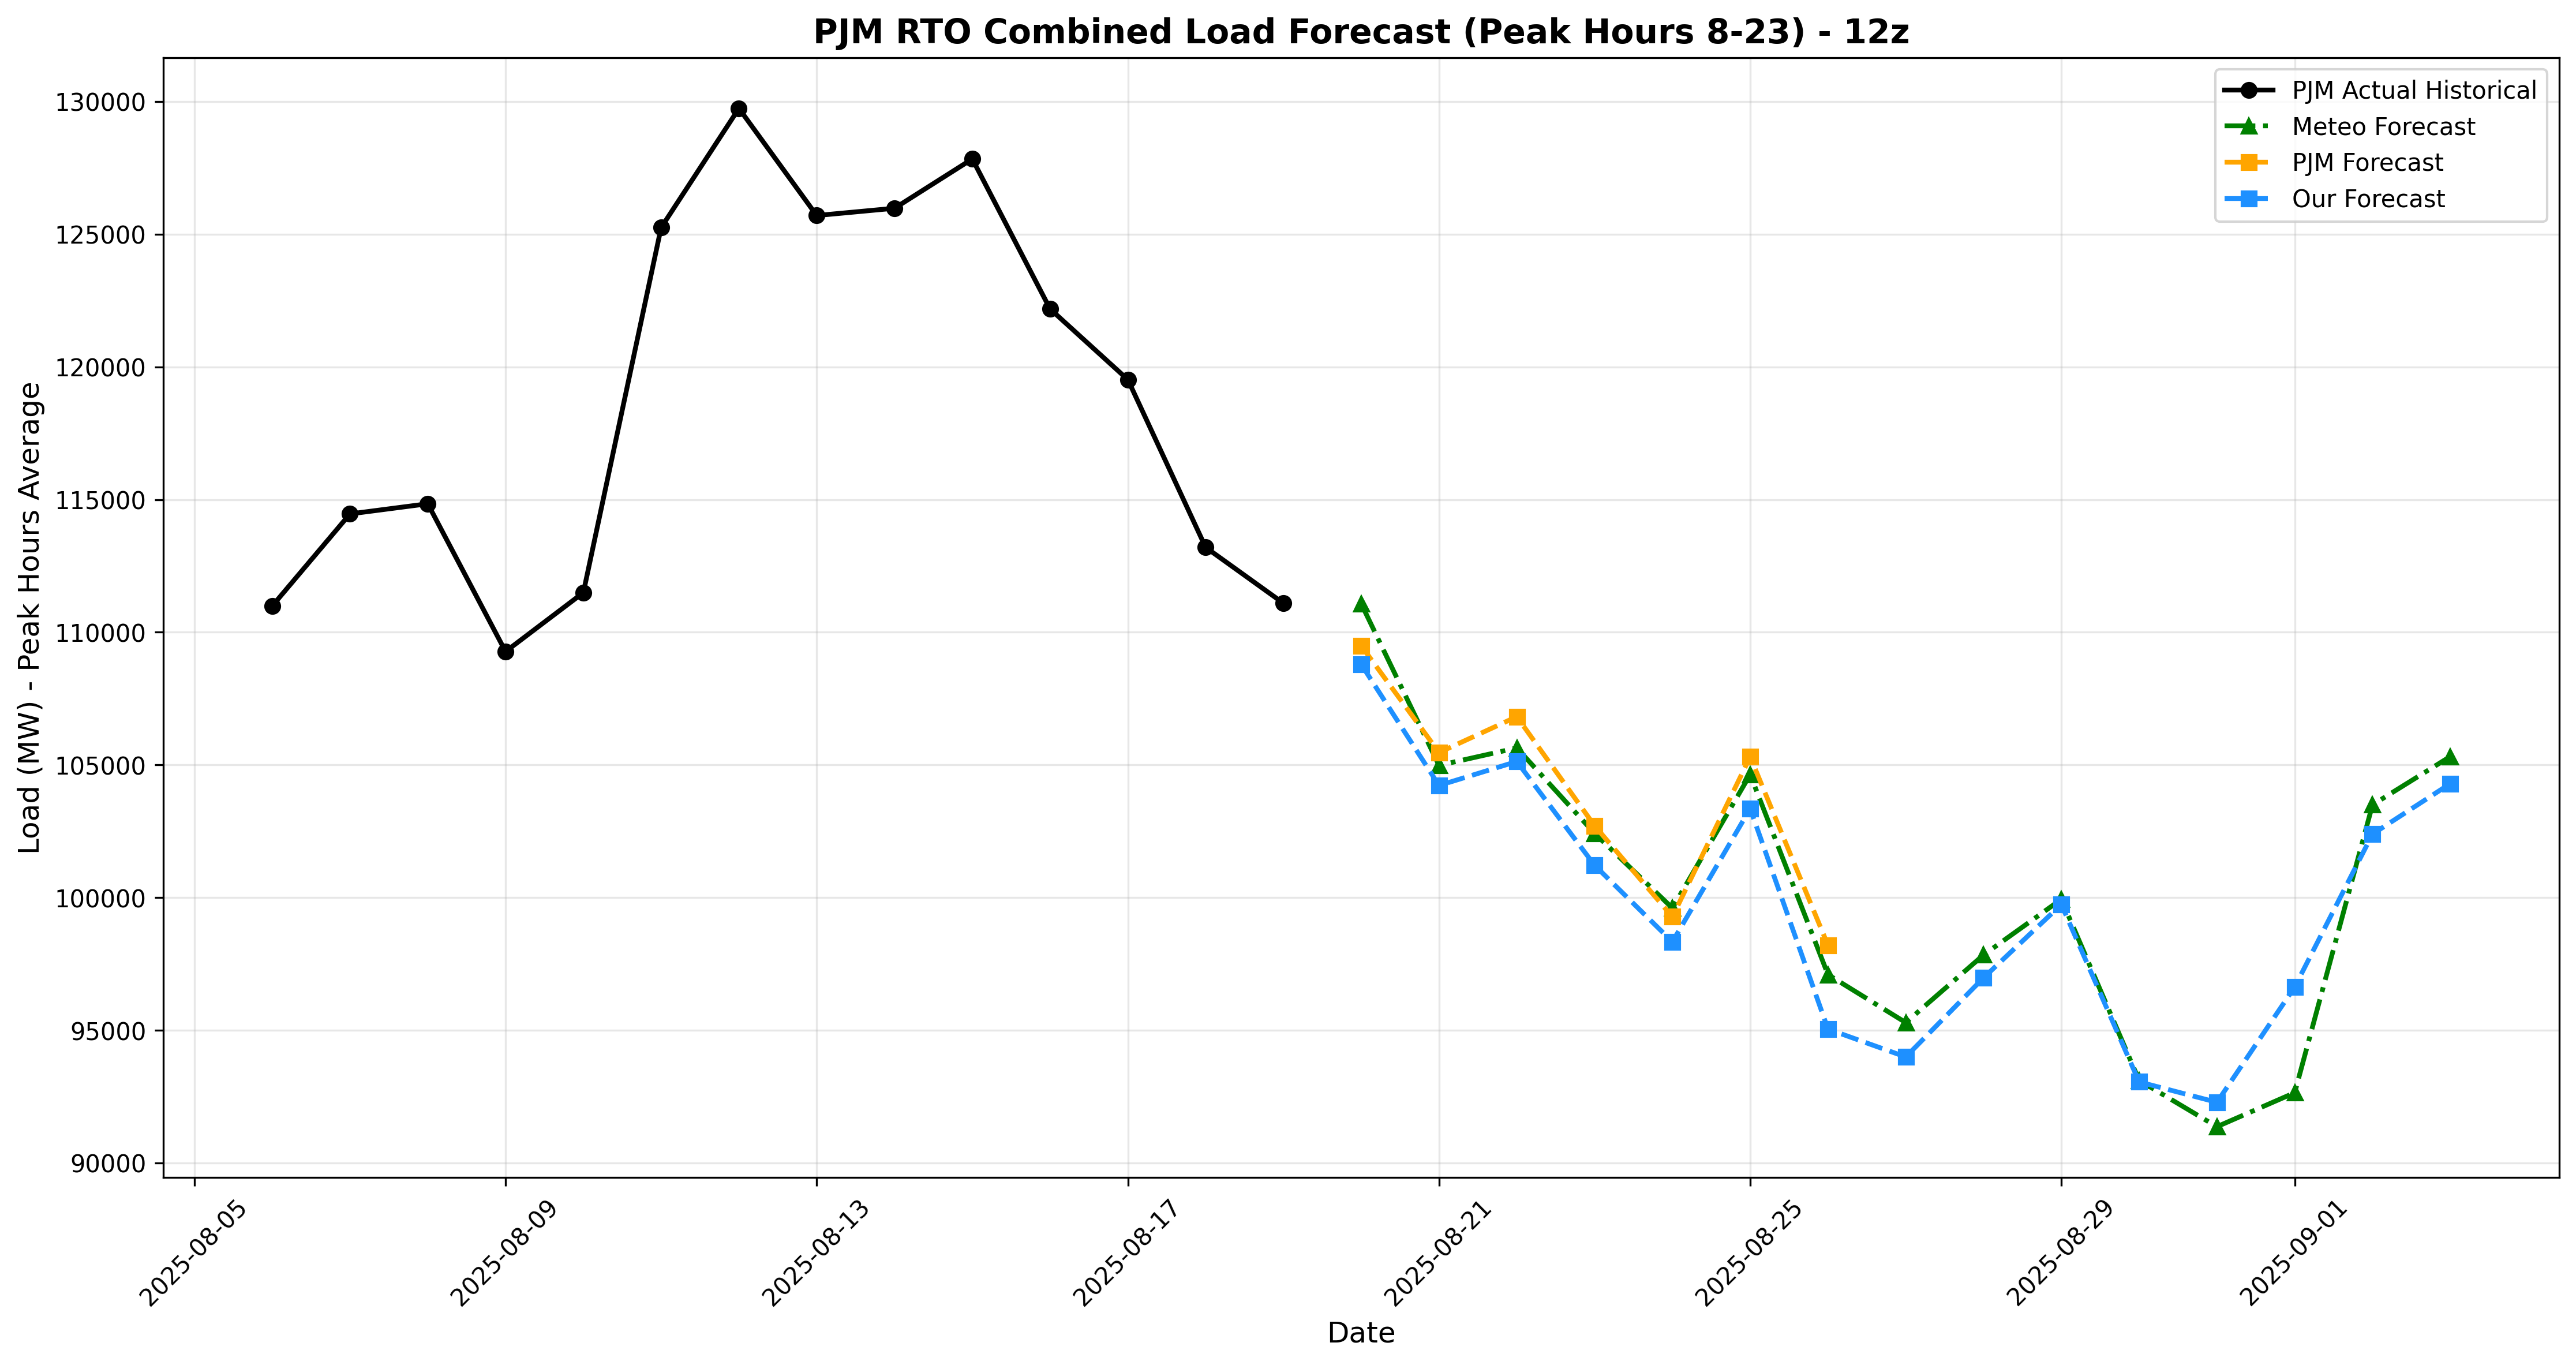 PJM RTO Combined Load Forecast (Peak Hours 8-23) - 12z
PJM Actual Historical
Meteo Forecast
PJM Forecast
Our Forecast
Load (MW) - Peak Hours Average
130000
125000
120000
115000
110000
105000
100000
95000
90000
2025-08-05
2025-08-09
2025-08-13
2025-08-17
2025-08-21
2025-08-25
2025-08-29
2025-09-01
Date